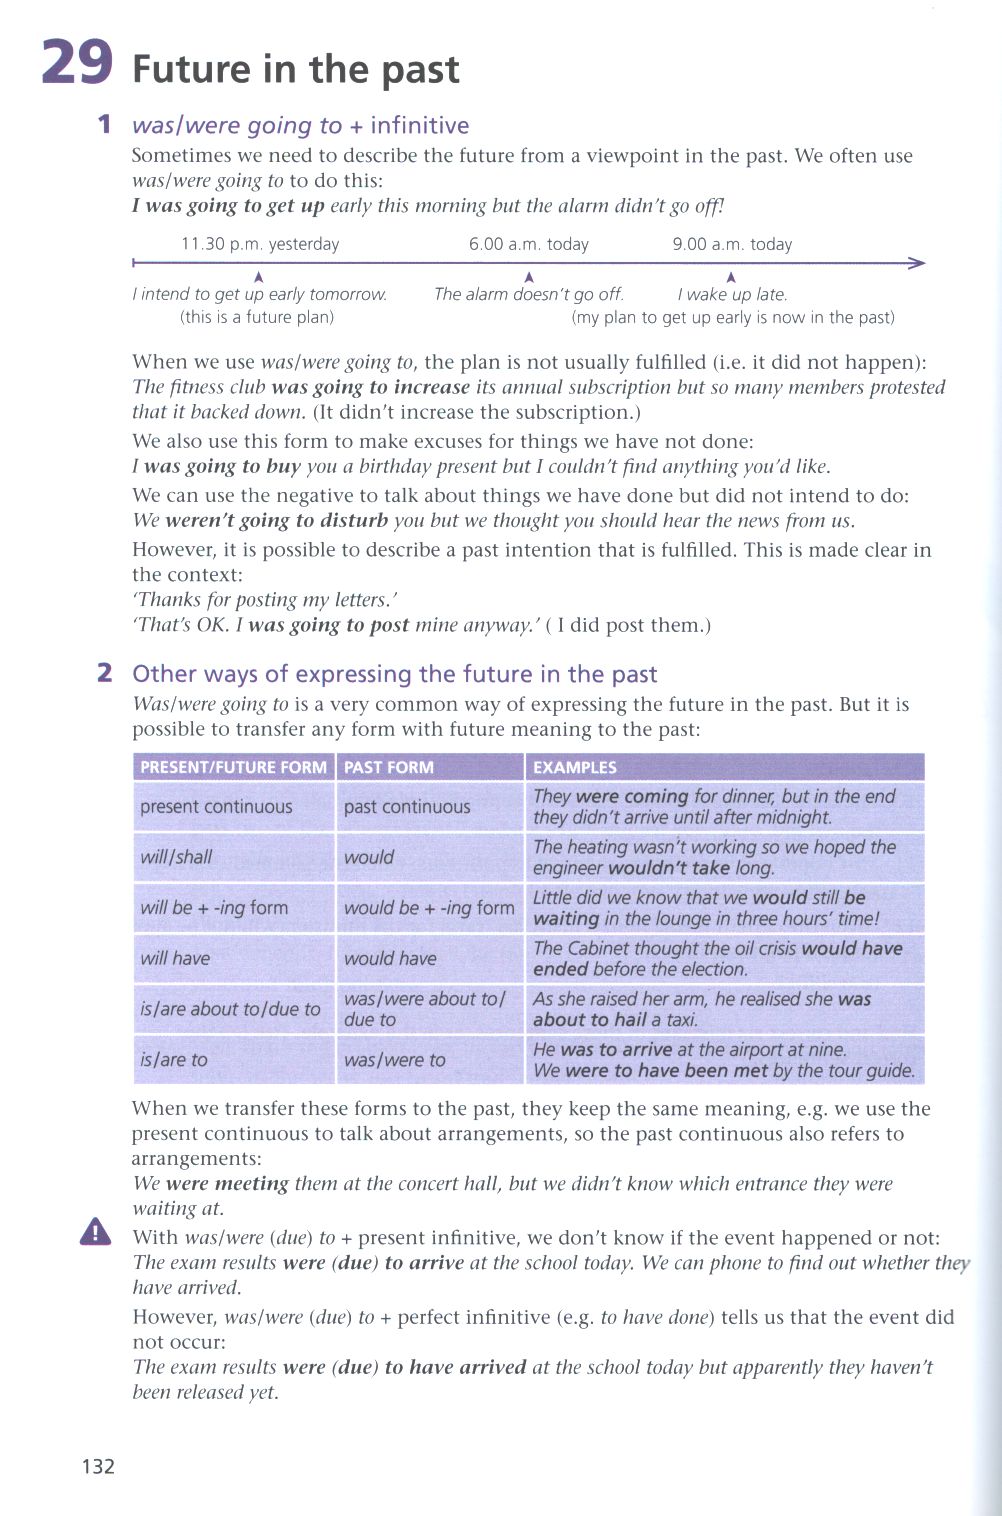 29 Future in the past
1 was/were going to + infinitive
Sometimes we need to describe the future from a viewpoint in the past. We often use
was/were going to to do this:
I was going to get up early this morning but the alarm didn't go off!
11.30 p.m. yesterday 6.00 a.m. today 9.00 a.m. today
I intend to get up early tomorrow. The alarm doesn't go off. I wake up late.
(this is a future plan) (my plan to get up early is now in the past)
When we use was/were going to, the plan is not usually fulfilled (i.e. it did not happen):
The fitness club was going to increase its annual subscription but so many members protested
that it backed down. (It didn't increase the subscription.)
We also use this form to make excuses for things we have not done:
I was going to buy you a birthday present but I couldn't find anything you'd like.
We can use the negative to talk about things we have done but did not intend to do:
We weren't going to disturb you but we thought you should hear the news from us.
However, it is possible to describe a past intention that is fulfilled. This is made clear in
the context:
'Thanks for posting my letters.'
'That's OK. I was going to post mine anyway.' ( I did post them.)
2 Other ways of expressing the future in the past
Was/were going to is a very common way of expressing the future in the past. But it is
possible to transfer any form with future meaning to the past:
PRESENT/FUTURE FORM PAST FORM EXAMPLES
present continuous past continuous They were coming for dinner, but in the end
they didn't arrive until after midnight.
will/shall would The heating wasn't working so we hoped the
engineer wouldn't take long.
will be + -ing form would be + -ing form Little did we know that we would still be
waiting in the lounge in three hours' time!
will have would have The Cabinet thought the oil crisis would have
ended before the election.
is/are about to/due to was/were about to/
due to As she raised her arm, he realised she was
about to hail a taxi.
is/are to was/were to He was to arrive at the airport at nine.
We were to have been met by the tour guide.
When we transfer these forms to the past, they keep the same meaning, e.g. we use the
present continuous to talk about arrangements, so the past continuous also refers to
arrangements:
We were meeting them at the concert hall, but we didn't know which entrance they were
waiting at.
! With was/were (due) to + present infinitive, we don't know if the event happened or not:
The exam results were (due) to arrive at the school today. We can phone to find out whether they
have arrived.
However, was/were (due) to + perfect infinitive (e.g. to have done) tells us that the event did
not occur:
The exam results were (due) to have arrived at the school today but apparently they haven't
been released yet.
132